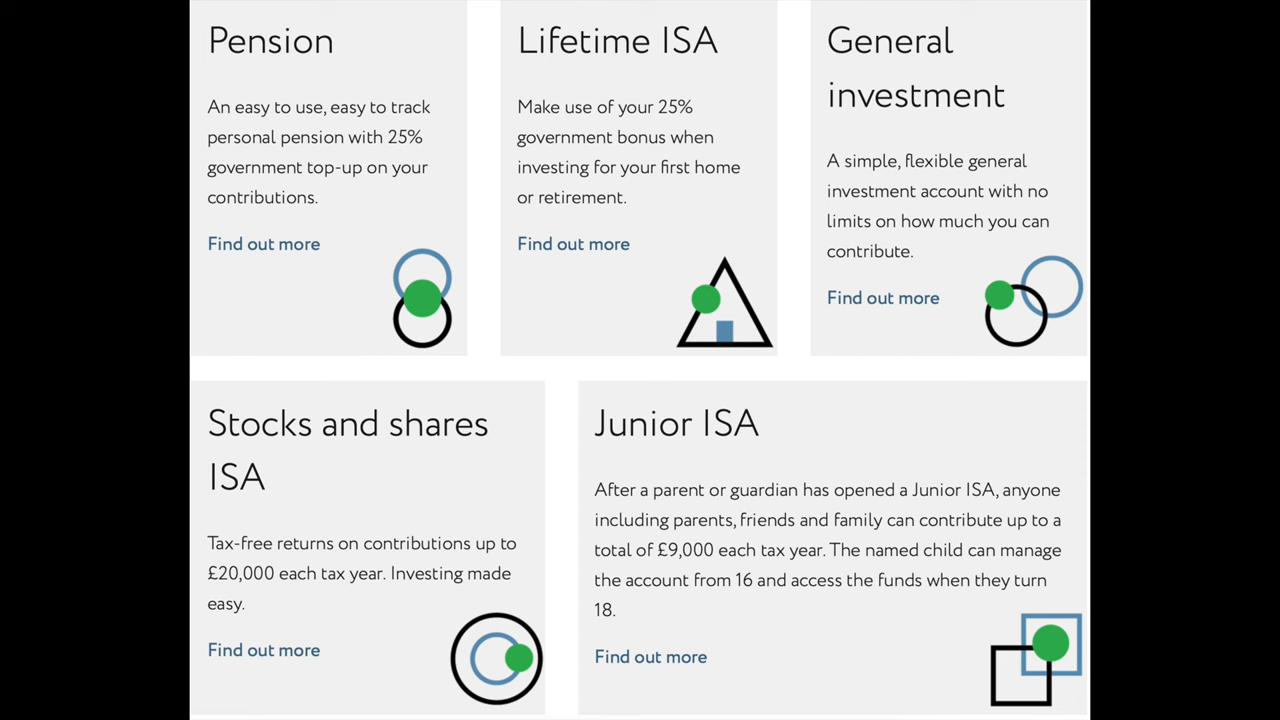 Pension
An easy to use, easy to track
personal pension with 25%
government top-up on your
contributions.
Find out more
Lifetime ISA
Make use of your 25%
government bonus when
investing for your first home
or retirement.
Find out more
General
investment
A simple, flexible general
investment account with no
limits on how much you can
contribute.
Find out more
Stocks and shares
ISA
Tax-free returns on contributions up to
£20,000 each tax year. Investing made
easy.
Find out more
Junior ISA
After a parent or guardian has opened a Junior ISA, anyone
including parents, friends and family can contribute up to a
total of £9,000 each tax year. The named child can manage
the account from 16 and access the funds when they turn
18.
Find out more